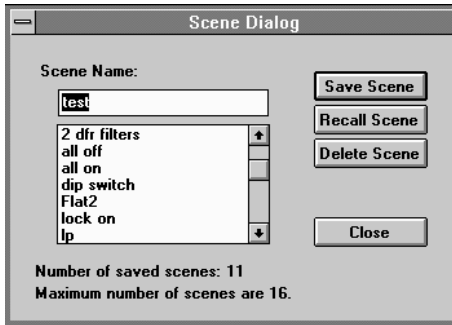 Scene Dialog
Scene Name:
test
2 dfr filters
all off
all on
dip switch
Flat2
lock on
lp
Save Scene
Recall Scene
Delete Scene
Close
Number of saved scenes: 11
Maximum number of scenes are 16.